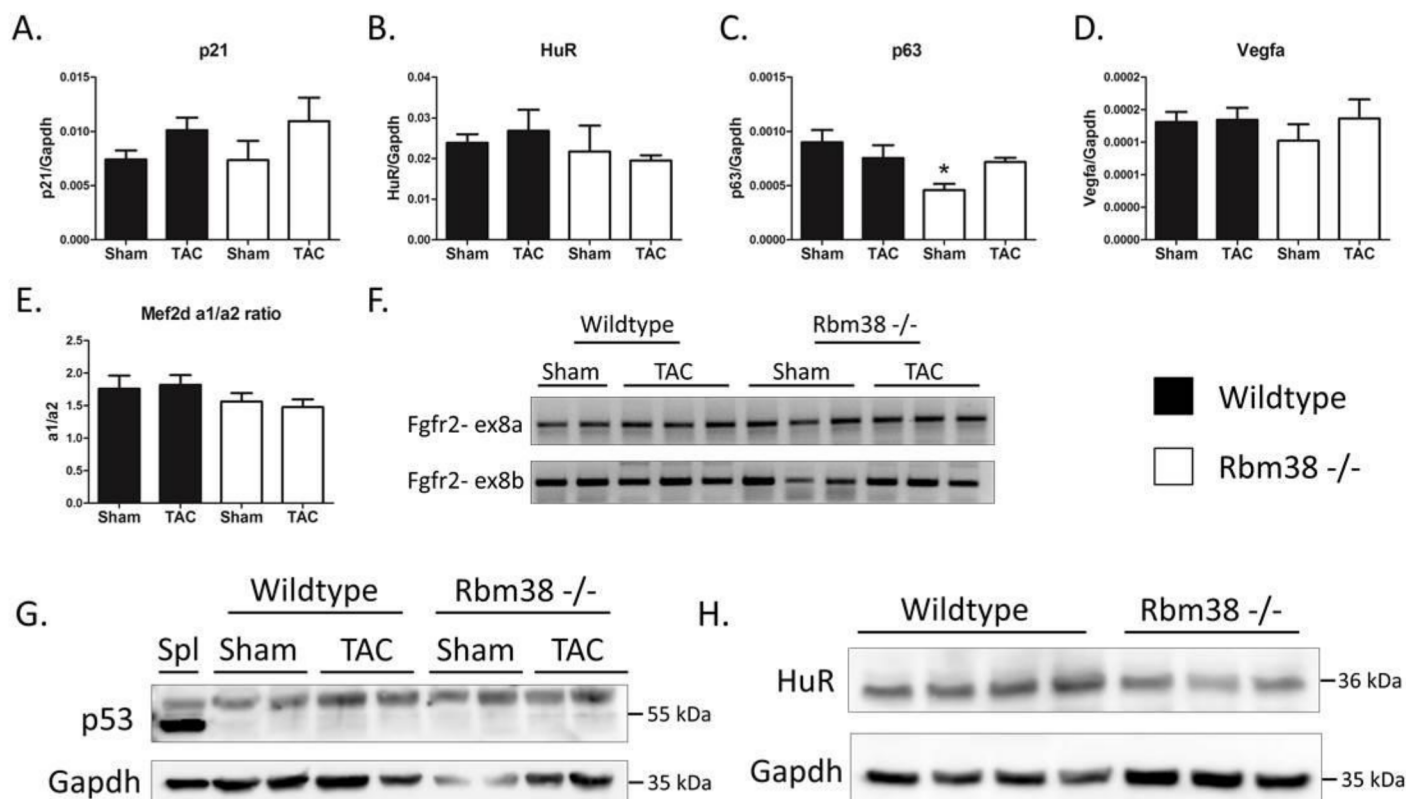 A.
p21
p21/Gapdh
0.015
0.010
0.005
0.000
Sham TAC Sham TAC
B.
HuR
HuR/Gapdh
0.04
0.03
0.02
0.01
0.00
Sham TAC Sham TAC
C.
p63
p63/Gapdh
0.0015
0.0010
0.0005
0.0000
*
Sham TAC Sham TAC
D.
Vegfa
Vegfa/Gapdh
0.0002
0.0002
0.0001
0.0001
0.0000
Sham TAC Sham TAC
E.
Mef2d a1/a2 ratio
a1/a2
2.5
2.0
1.5
1.0
0.5
0.0
Sham TAC Sham TAC
F.
Wildtype Rbm38 -/-
Sham TAC Sham TAC
Fgfr2- ex8a
Fgfr2- ex8b
Wildtype
Rbm38 -/-
G.
Wildtype Rbm38 -/-
Spl Sham TAC Sham TAC
p53
55 kDa
Gapdh
35 kDa
H.
Wildtype Rbm38 -/-
HuR
36 kDa
Gapdh
35 kDa